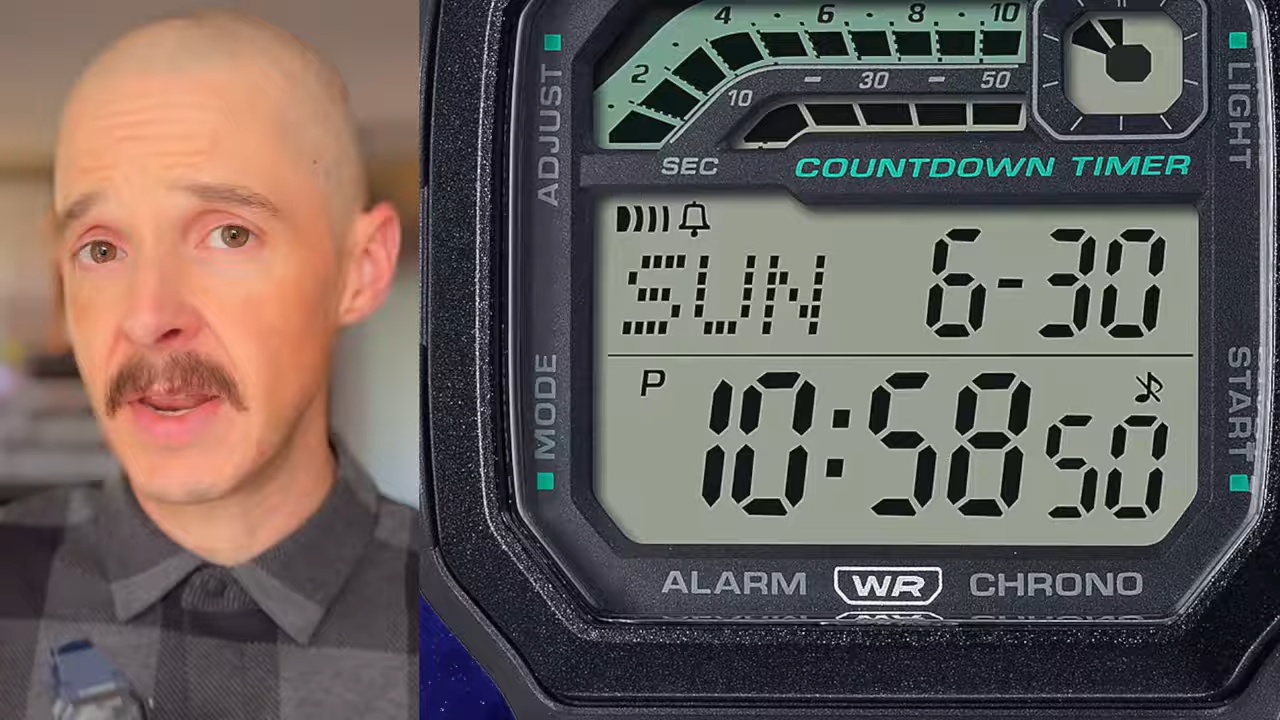 4 6 8 10
2
10 30 50
SEC COUNTDOWN TIMER
ADJUST
LIGHT
SUN 6-30
P 10:58 50
MODE
START
ALARM WR CHRONO